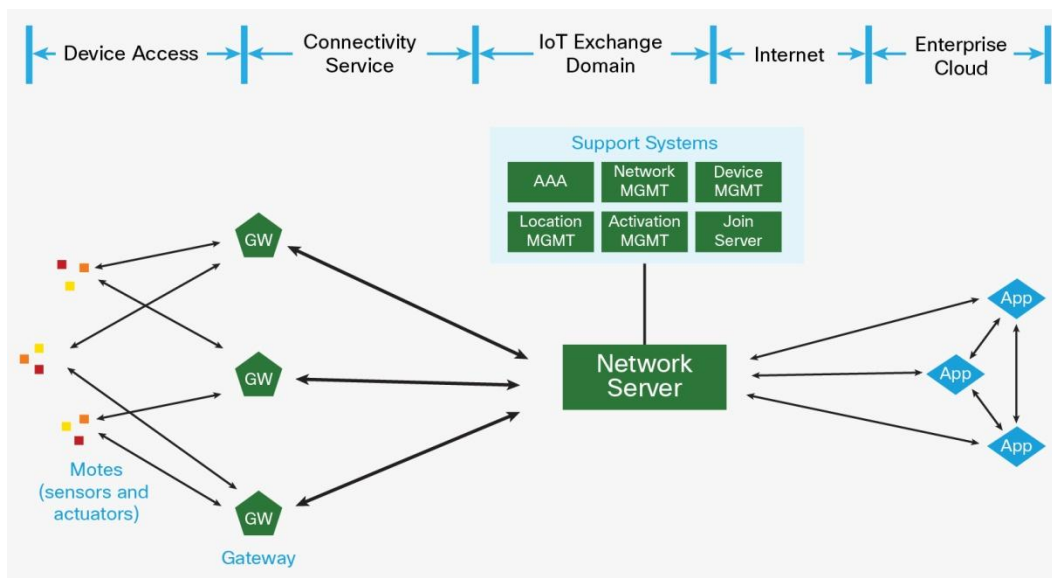 Device Access
Connectivity
Service
IoT Exchange
Domain
Internet
Enterprise
Cloud
Support Systems
AAA
Network
MGMT
Device
MGMT
Location
MGMT
Activation
MGMT
Join
Server
GW
GW
GW
Network
Server
App
App
App
Motes
(sensors and
actuators)
Gateway